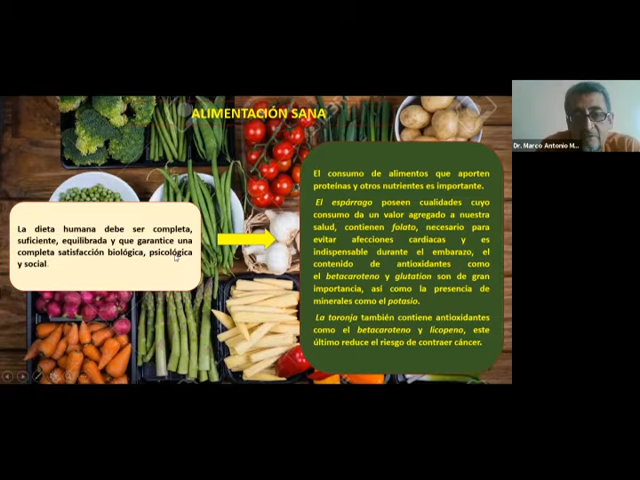 ALIMENTACIÓN SANA
La dieta humana debe ser completa,
suficiente, equilibrada y que garantice una
completa satisfacción biológica, psicológica
y social.
El consumo de alimentos que aporten
proteínas y otros nutrientes es importante.
El espárrago poseen cualidades cuyo
consumo da un valor agregado a nuestra
salud, contienen folato, necesario para
evitar afecciones cardiacas y es
indispensable durante el embarazo, el
contenido de antioxidantes como
el betacaroteno y glutation son de gran
importancia, así como la presencia de
minerales como el potasio.
La toronja también contiene antioxidantes
como el betacaroteno y licopeno, este
último reduce el riesgo de contraer cáncer.
Dr. Marco Antonio M...